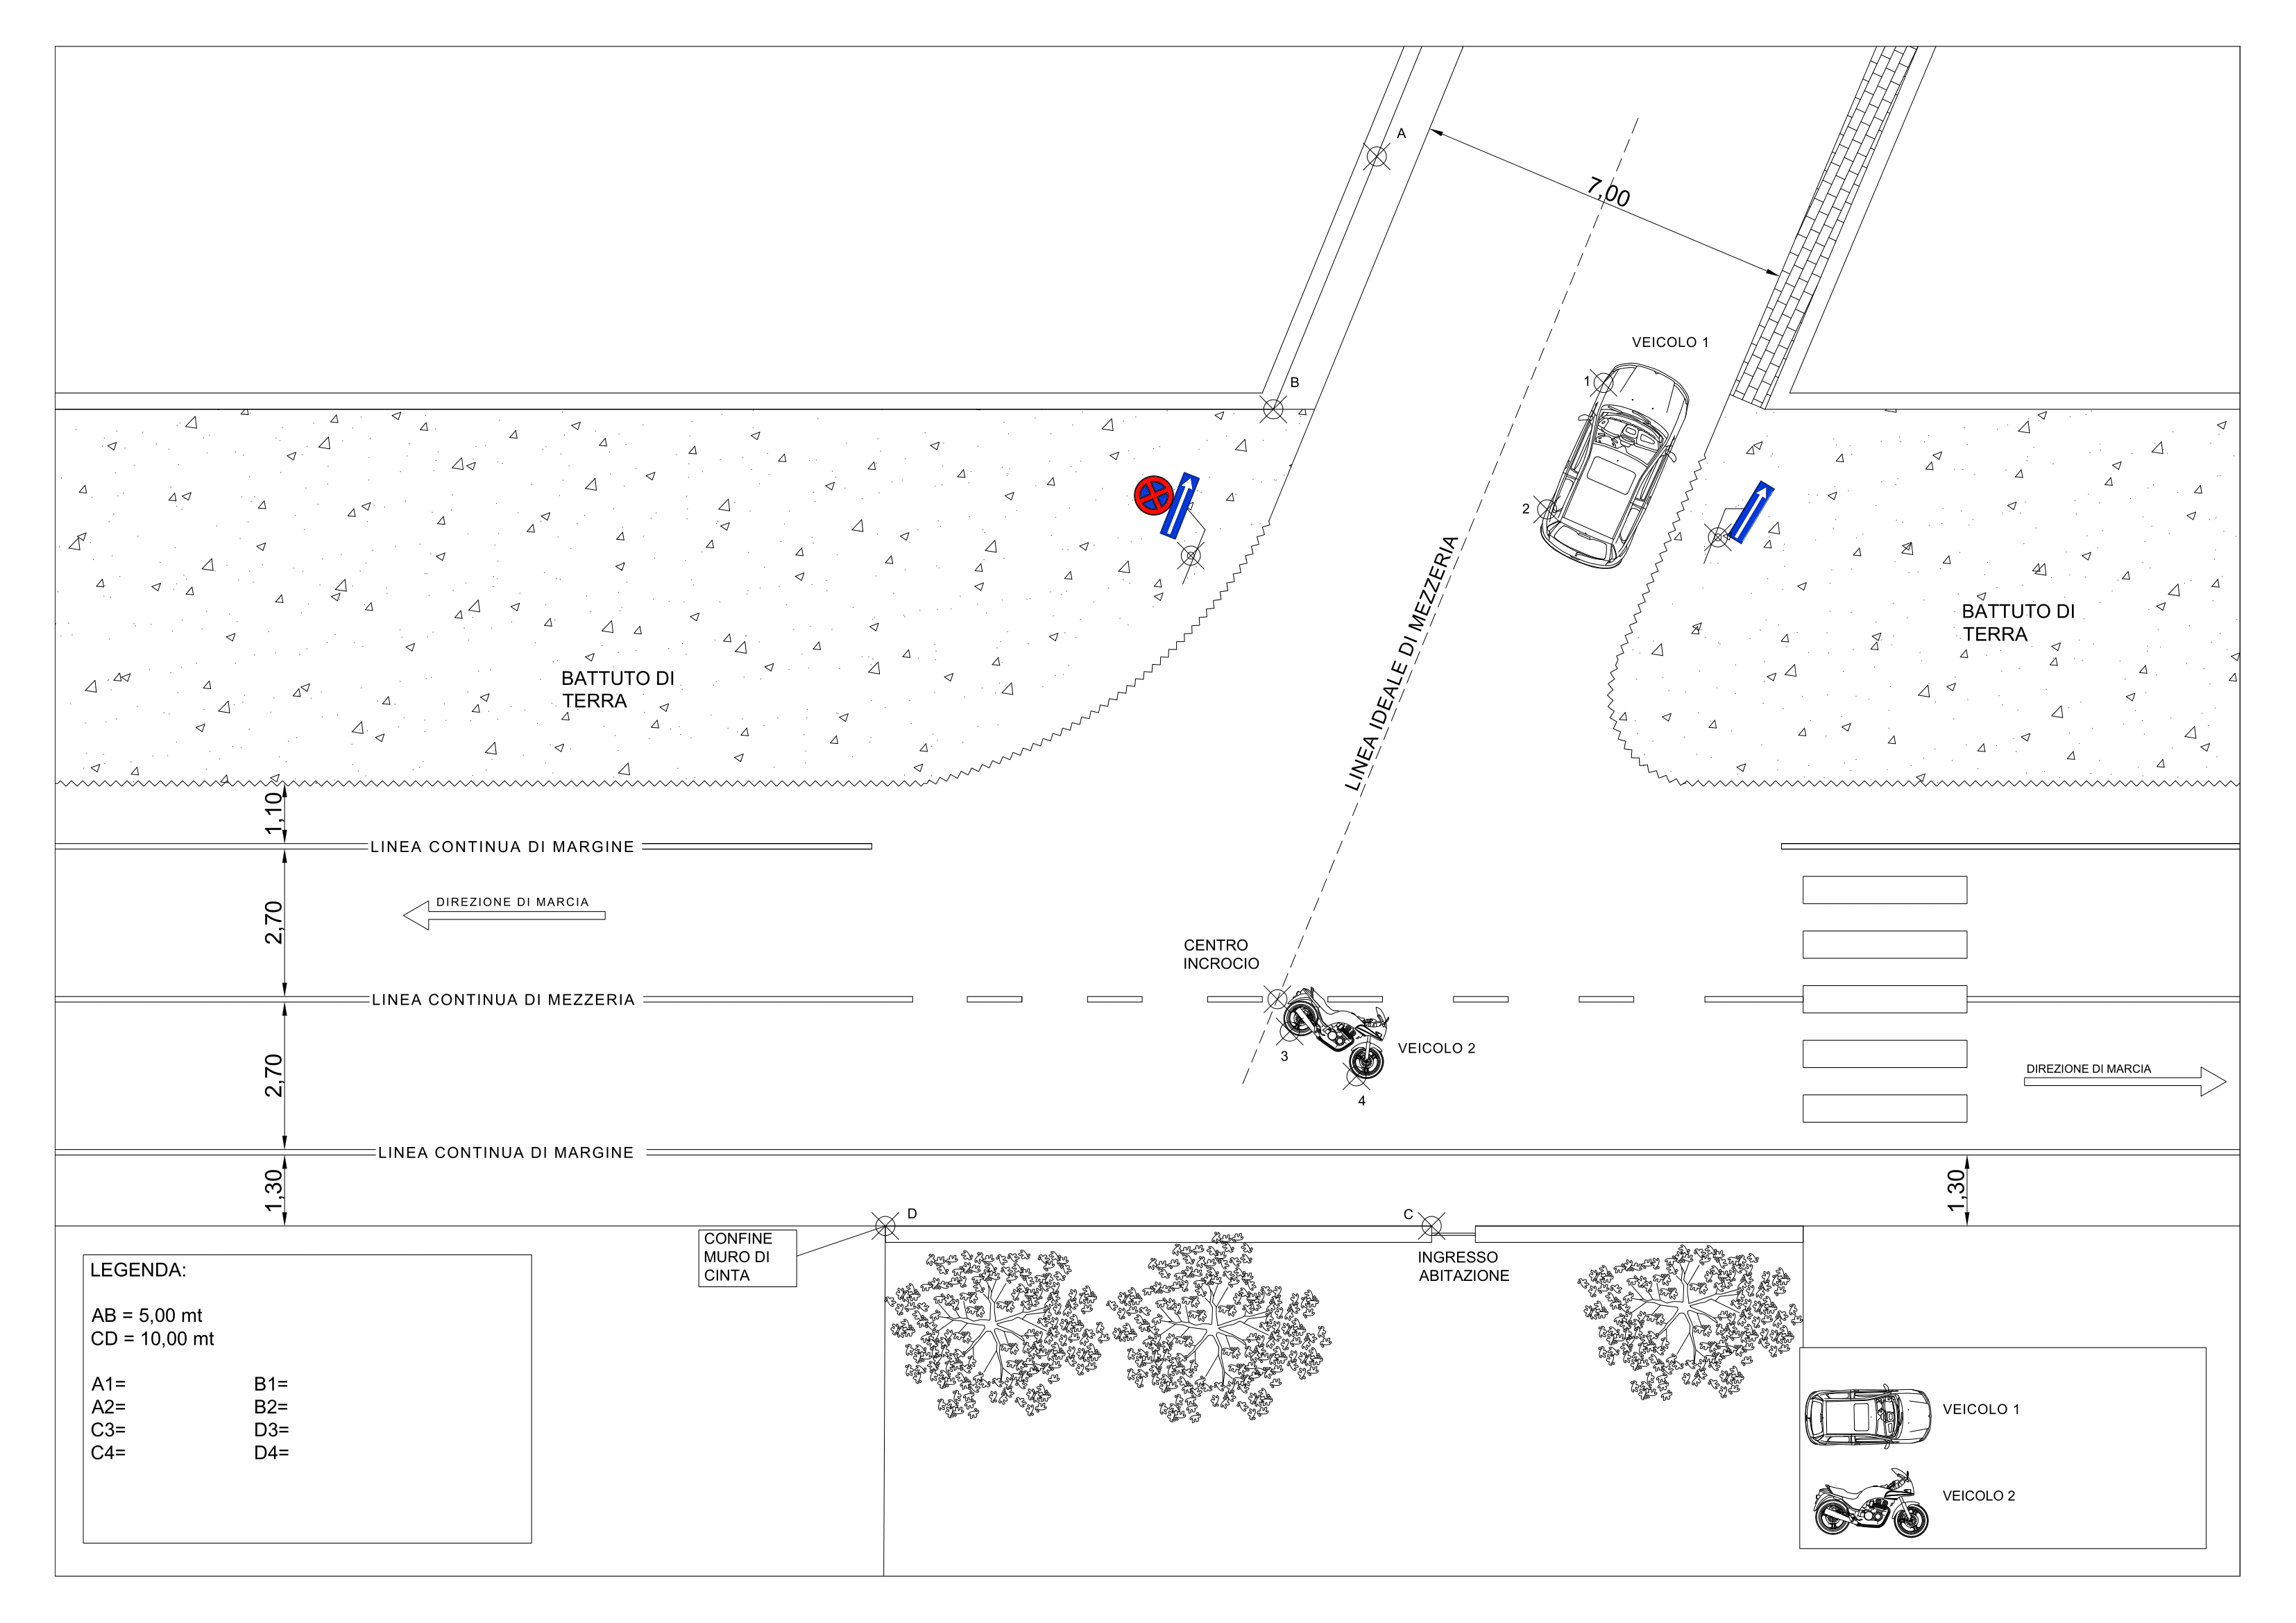 A
7,00
VEICOLO 1
1
B
2
LINEA IDEALE DI MEZZERIA
BATTUTO DI
TERRA
BATTUTO DI
TERRA
1,10
LINEA CONTINUA DI MARGINE
2,70
DIREZIONE DI MARCIA
CENTRO
INCROCIO
LINEA CONTINUA DI MEZZERIA
3
VEICOLO 2
4
2,70
DIREZIONE DI MARCIA
LINEA CONTINUA DI MARGINE
1,30
1,30
D
C
CONFINE
MURO DI
CINTA
INGRESSO
ABITAZIONE
LEGENDA:
AB = 5,00 mt
CD = 10,00 mt
A1= B1=
A2= B2=
C3= D3=
C4= D4=
VEICOLO 1
VEICOLO 2